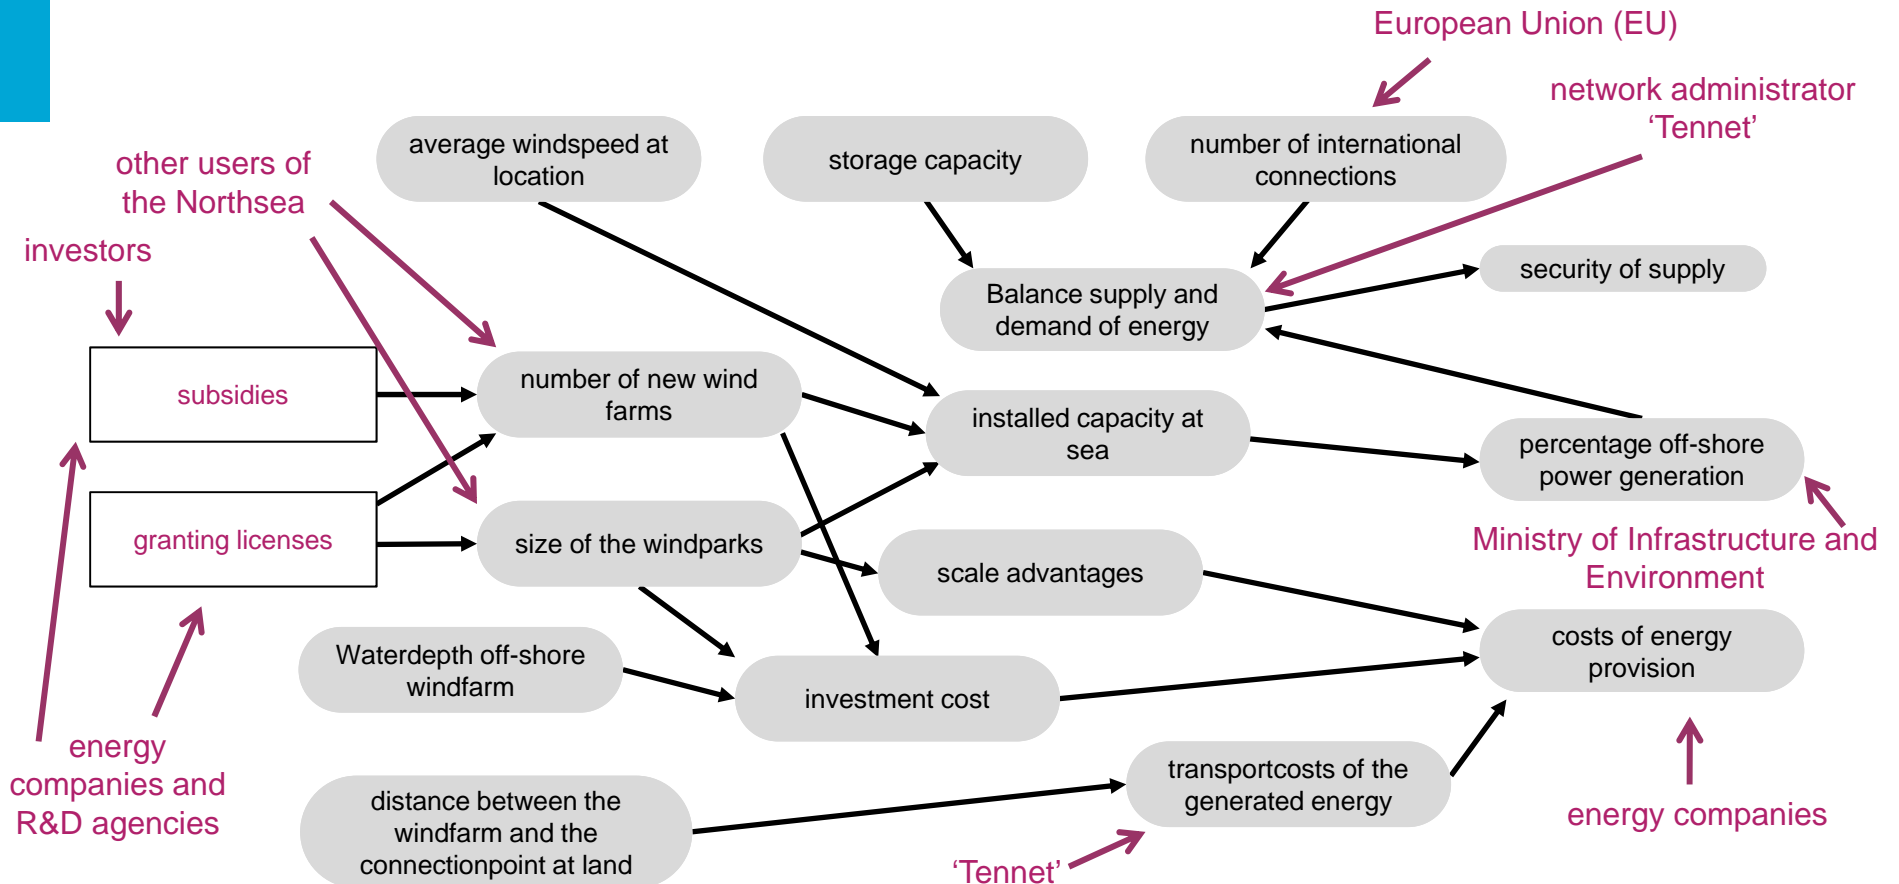 European Union (EU)
network administrator
‘Tennet’
other users of
the Northsea
investors
average windspeed at
location
storage capacity
number of international
connections
Balance supply and
demand of energy
security of supply
subsidies
number of new wind
farms
installed capacity at
sea
percentage off-shore
power generation
granting licenses
size of the windparks
scale advantages
Ministry of Infrastructure and
Environment
Waterdepth off-shore
windfarm
investment cost
costs of energy
provision
energy
companies and
R&D agencies
distance between the
windfarm and the
connectionpoint at land
transportcosts of the
generated energy
energy companies
‘Tennet’